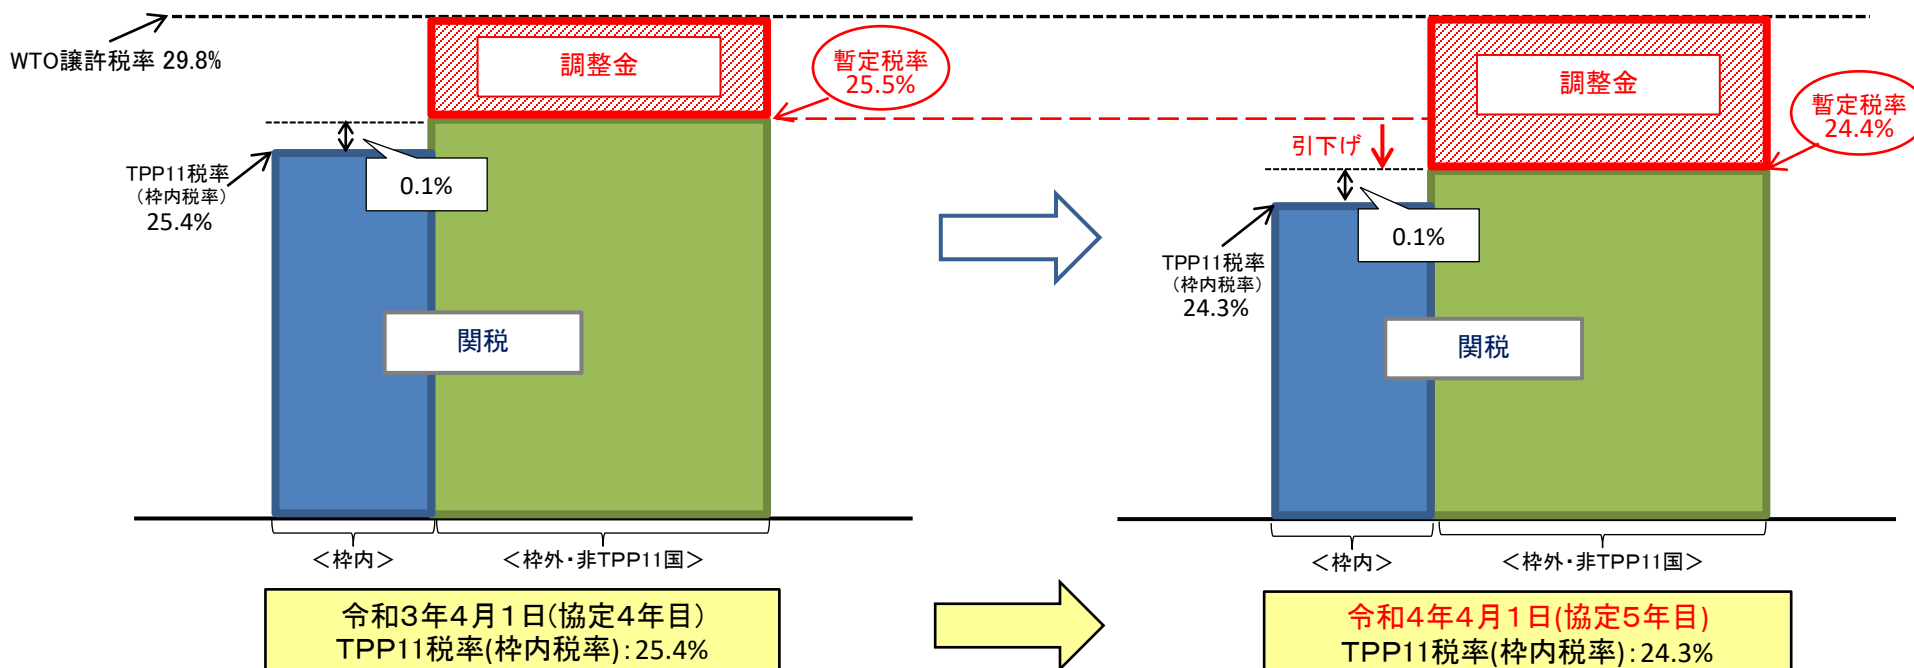 WTO譲許税率 29.8%
調整金
暫定税率
25.5%
TPP11税率
(枠内税率)
25.4%
0.1%
関税
<枠内>
<枠外・非TPP11国>
令和3年4月1日(協定4年目)
TPP11税率(枠内税率):25.4%
調整金
暫定税率
24.4%
引下げ
TPP11税率
(枠内税率)
24.3%
0.1%
関税
<枠内>
<枠外・非TPP11国>
令和4年4月1日(協定5年目)
TPP11税率(枠内税率):24.3%